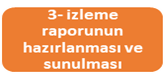 3- izleme
raporunun
hazırlanması ve
sunulması